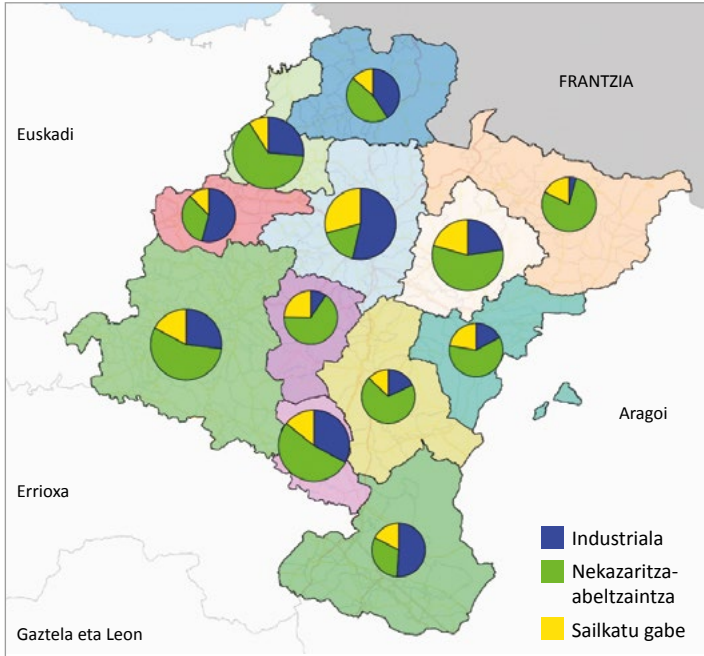 FRANTZIA
Euskadi
Aragoi
Errioxa
Industriala
Nekazaritza-
abeltzaintza
Sailkatu gabe
Gaztela eta Leon